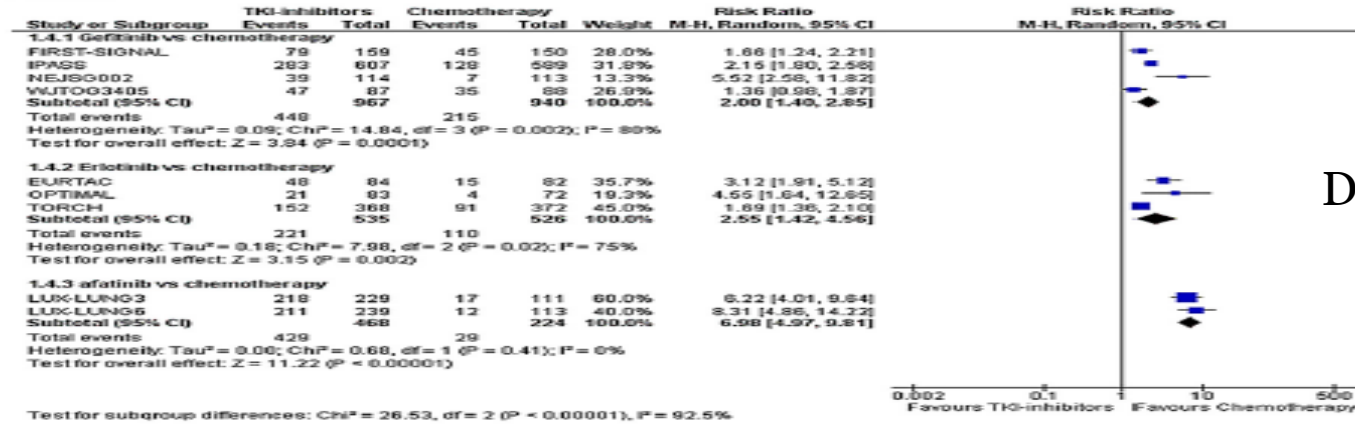 TKI-inhibitors Chemotherapy Risk Ratio Risk Ratio
Study or Subgroup Events Total Events Total Weight M-H, Random, 95% CI M-H, Random, 95% CI
1.4.1 Gefitinib vs chemotherapy
FIRST-SIGNAL 79 159 45 150 28.0% 1.66 [1.24, 2.21]
IPASS 283 607 128 589 31.8% 2.15 [1.80, 2.56]
NEJSG002 39 114 7 113 13.3% 5.52 [2.58, 11.82]
WJTOG3405 47 87 35 88 26.9% 1.36 [0.98, 1.87]
Subtotal (95% CI) 967 940 100.0% 2.00 [1.40, 2.85]
Total events 448 215
Heterogeneity: Tau² = 0.09; Chi² = 14.84, df = 3 (P = 0.002); I² = 80%
Test for overall effect: Z = 3.84 (P = 0.0001)
1.4.2 Erlotinib vs chemotherapy
EURTAC 48 84 15 82 35.7% 3.12 [1.91, 5.12]
OPTIMAL 21 83 4 72 19.3% 4.55 [1.64, 12.65]
TORCH 152 368 91 372 45.0% 1.69 [1.36, 2.10]
Subtotal (95% CI) 535 526 100.0% 2.55 [1.42, 4.56]
Total events 221 110
Heterogeneity: Tau² = 0.18; Chi² = 7.98, df = 2 (P = 0.02); I² = 75%
Test for overall effect: Z = 3.15 (P = 0.002)
1.4.3 afatinib vs chemotherapy
LUX-LUNG3 218 229 17 111 60.0% 6.22 [4.01, 9.64]
LUX-LUNG6 211 239 12 113 40.0% 8.31 [4.86, 14.22]
Subtotal (95% CI) 468 224 100.0% 6.98 [4.97, 9.81]
Total events 429 29
Heterogeneity: Tau² = 0.00; Chi² = 0.68, df = 1 (P = 0.41); I² = 0%
Test for overall effect: Z = 11.22 (P < 0.00001)
D
0.002 0.1 1 10 500
Favours TKI-inhibitors Favours Chemotherapy
Test for subgroup differences: Chi² = 26.53, df = 2 (P < 0.00001), I² = 92.5%